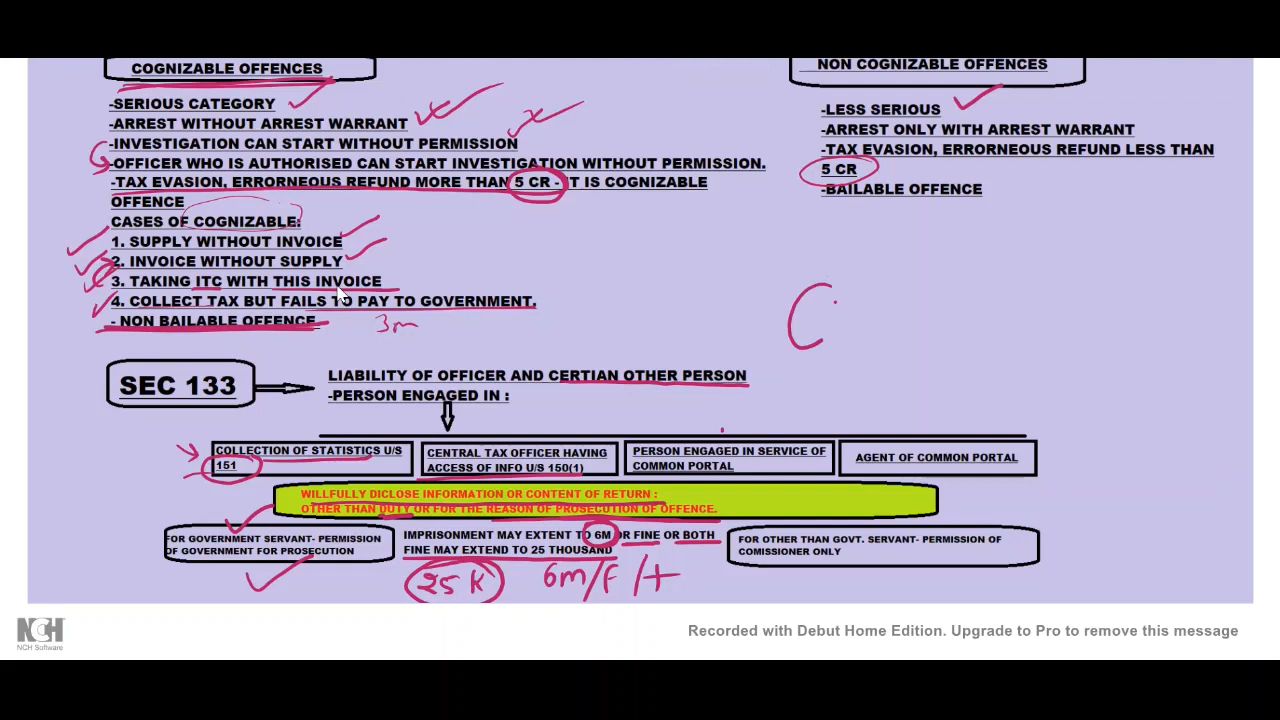 COGNIZABLE OFFENCES
-SERIOUS CATEGORY
-ARREST WITHOUT ARREST WARRANT
-INVESTIGATION CAN START WITHOUT PERMISSION
-OFFICER WHO IS AUTHORISED CAN START INVESTIGATION WITHOUT PERMISSION.
-TAX EVASION, ERRORNEOUS REFUND MORE THAN 5 CR - IT IS COGNIZABLE
OFFENCE
CASES OF COGNIZABLE:
1. SUPPLY WITHOUT INVOICE
2. INVOICE WITHOUT SUPPLY
3. TAKING ITC WITH THIS INVOICE
4. COLLECT TAX BUT FAILS TO PAY TO GOVERNMENT.
- NON BAILABLE OFFENCE
3m
NON COGNIZABLE OFFENCES
-LESS SERIOUS
-ARREST ONLY WITH ARREST WARRANT
-TAX EVASION, ERRORNEOUS REFUND LESS THAN
5 CR
-BAILABLE OFFENCE
SEC 133
LIABILITY OF OFFICER AND CERTIAN OTHER PERSON
-PERSON ENGAGED IN :
COLLECTION OF STATISTICS U/S
151
CENTRAL TAX OFFICER HAVING
ACCESS OF INFO U/S 150(1)
PERSON ENGAGED IN SERVICE OF
COMMON PORTAL
AGENT OF COMMON PORTAL
WILLFULLY DICLOSE INFORMATION OR CONTENT OF RETURN :
OTHER THAN DUTY OR FOR THE REASON OF PROSECUTION OF OFFENCE.
FOR GOVERNMENT SERVANT- PERMISSION
OF GOVERNMENT FOR PROSECUTION
IMPRISONMENT MAY EXTEND TO 6M OR FINE OR BOTH
FINE MAY EXTEND TO 25 THOUSAND
FOR OTHER THAN GOVT. SERVANT- PERMISSION OF
COMISSIONER ONLY
25 K
6m/F/+
NCH
NCH Software
Recorded with Debut Home Edition. Upgrade to Pro to remove this message